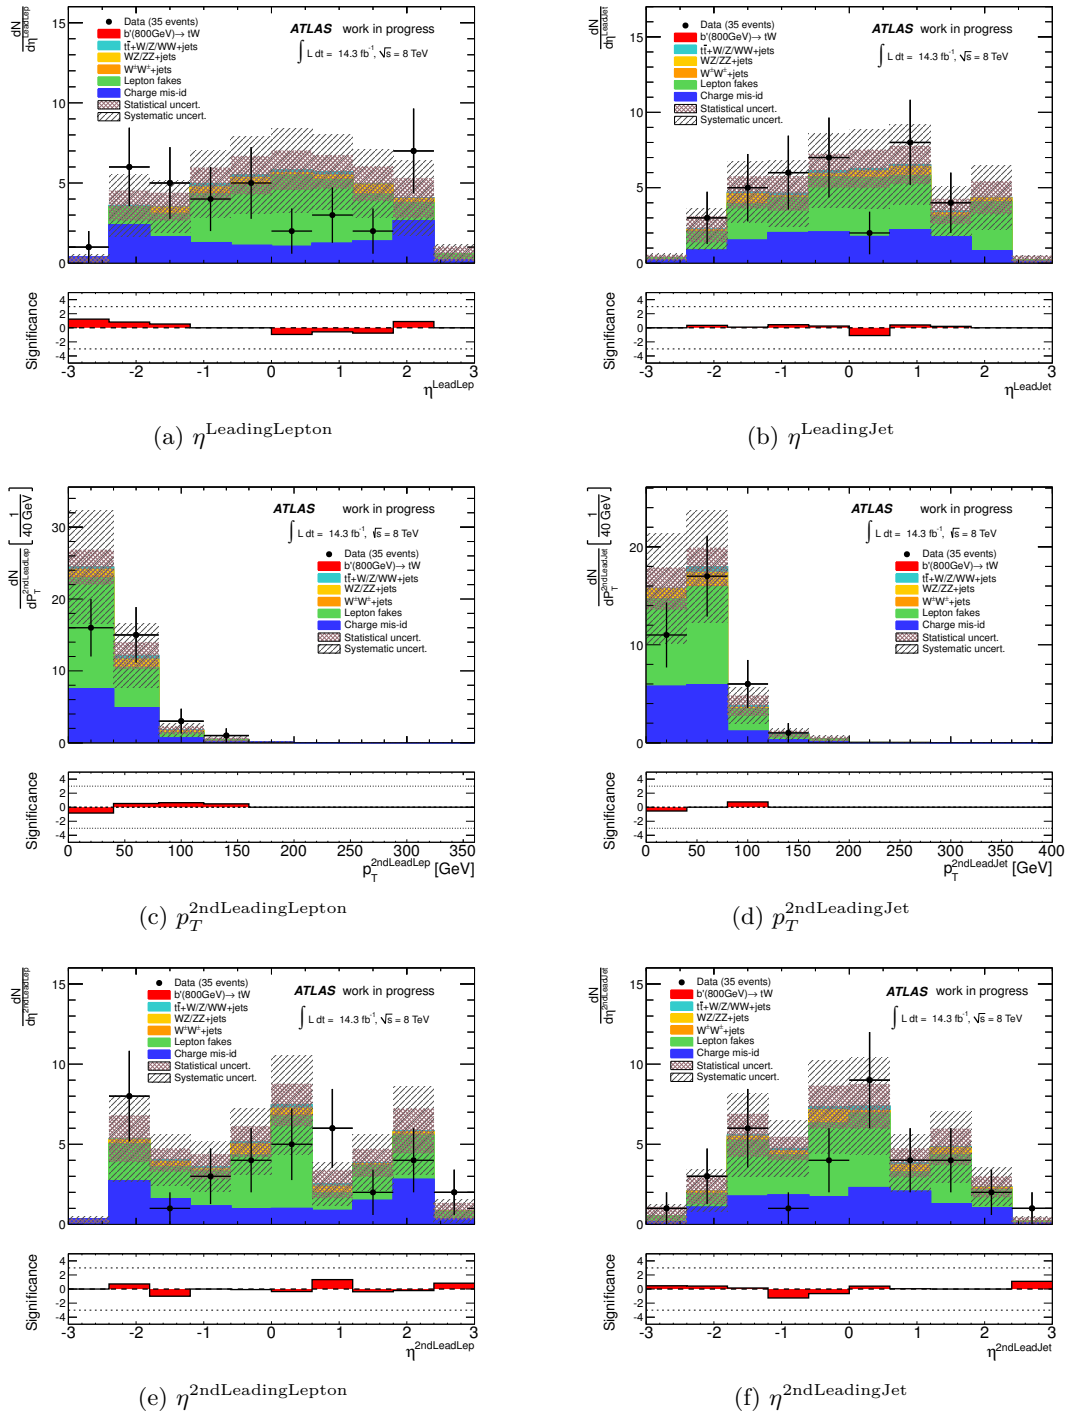 dN/dη^LeadLep
15
10
5
0
Data (35 events)
b'(800GeV)→ tW
tt̄+W/Z/WW+jets
WZ/ZZ+jets
W±W±+jets
Lepton fakes
Charge mis-id
Statistical uncert.
Systematic uncert.
ATLAS work in progress
∫ L dt = 14.3 fb⁻¹, √s = 8 TeV
Significance
4
2
0
-2
-4
-3 -2 -1 0 1 2 3
η^LeadLep
(a) η^LeadingLepton
dN/dη^LeadJet
15
10
5
0
Data (35 events)
b'(800GeV)→ tW
tt̄+W/Z/WW+jets
WZ/ZZ+jets
W±W±+jets
Lepton fakes
Charge mis-id
Statistical uncert.
Systematic uncert.
ATLAS work in progress
∫ L dt = 14.3 fb⁻¹, √s = 8 TeV
Significance
4
2
0
-2
-4
-3 -2 -1 0 1 2 3
η^LeadJet
(b) η^LeadingJet
dN/dP_T^2ndLeadLep [1/40 GeV]
30
20
10
0
ATLAS work in progress
∫ L dt = 14.3 fb⁻¹, √s = 8 TeV
Data (35 events)
b'(800GeV)→ tW
tt̄+W/Z/WW+jets
WZ/ZZ+jets
W±W±+jets
Lepton fakes
Charge mis-id
Statistical uncert.
Systematic uncert.
Significance
4
2
0
-2
-4
0 50 100 150 200 250 300 350
p_T^2ndLeadLep [GeV]
(c) p_T^2ndLeadingLepton
dN/dP_T^2ndLeadJet [1/40 GeV]
20
10
0
ATLAS work in progress
∫ L dt = 14.3 fb⁻¹, √s = 8 TeV
Data (35 events)
b'(800GeV)→ tW
tt̄+W/Z/WW+jets
WZ/ZZ+jets
W±W±+jets
Lepton fakes
Charge mis-id
Statistical uncert.
Systematic uncert.
Significance
4
2
0
-2
-4
0 50 100 150 200 250 300 350 400
p_T^2ndLeadJet [GeV]
(d) p_T^2ndLeadingJet
dN/dη^2ndLeadLep
15
10
5
0
Data (35 events)
b'(800GeV)→ tW
tt̄+W/Z/WW+jets
WZ/ZZ+jets
W±W±+jets
Lepton fakes
Charge mis-id
Statistical uncert.
Systematic uncert.
ATLAS work in progress
∫ L dt = 14.3 fb⁻¹, √s = 8 TeV
Significance
4
2
0
-2
-4
-3 -2 -1 0 1 2 3
η^2ndLeadLep
(e) η^2ndLeadingLepton
dN/dη^2ndLeadJet
15
10
5
0
Data (35 events)
b'(800GeV)→ tW
tt̄+W/Z/WW+jets
WZ/ZZ+jets
W±W±+jets
Lepton fakes
Charge mis-id
Statistical uncert.
Systematic uncert.
ATLAS work in progress
∫ L dt = 14.3 fb⁻¹, √s = 8 TeV
Significance
4
2
0
-2
-4
-3 -2 -1 0 1 2 3
η^2ndLeadJet
(f) η^2ndLeadingJet